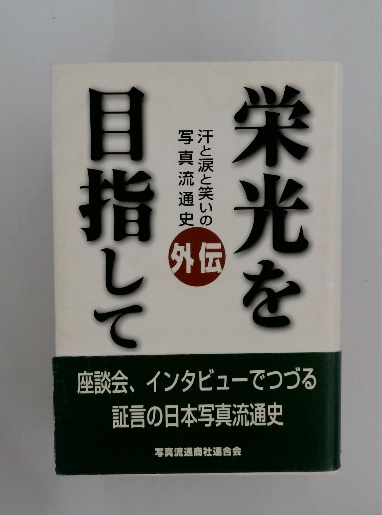 栄光を
目指して
汗と涙と笑いの
写真流通史
外伝
座談会、インタビューでつづる
証言の日本写真流通史
写真流通商社連合会